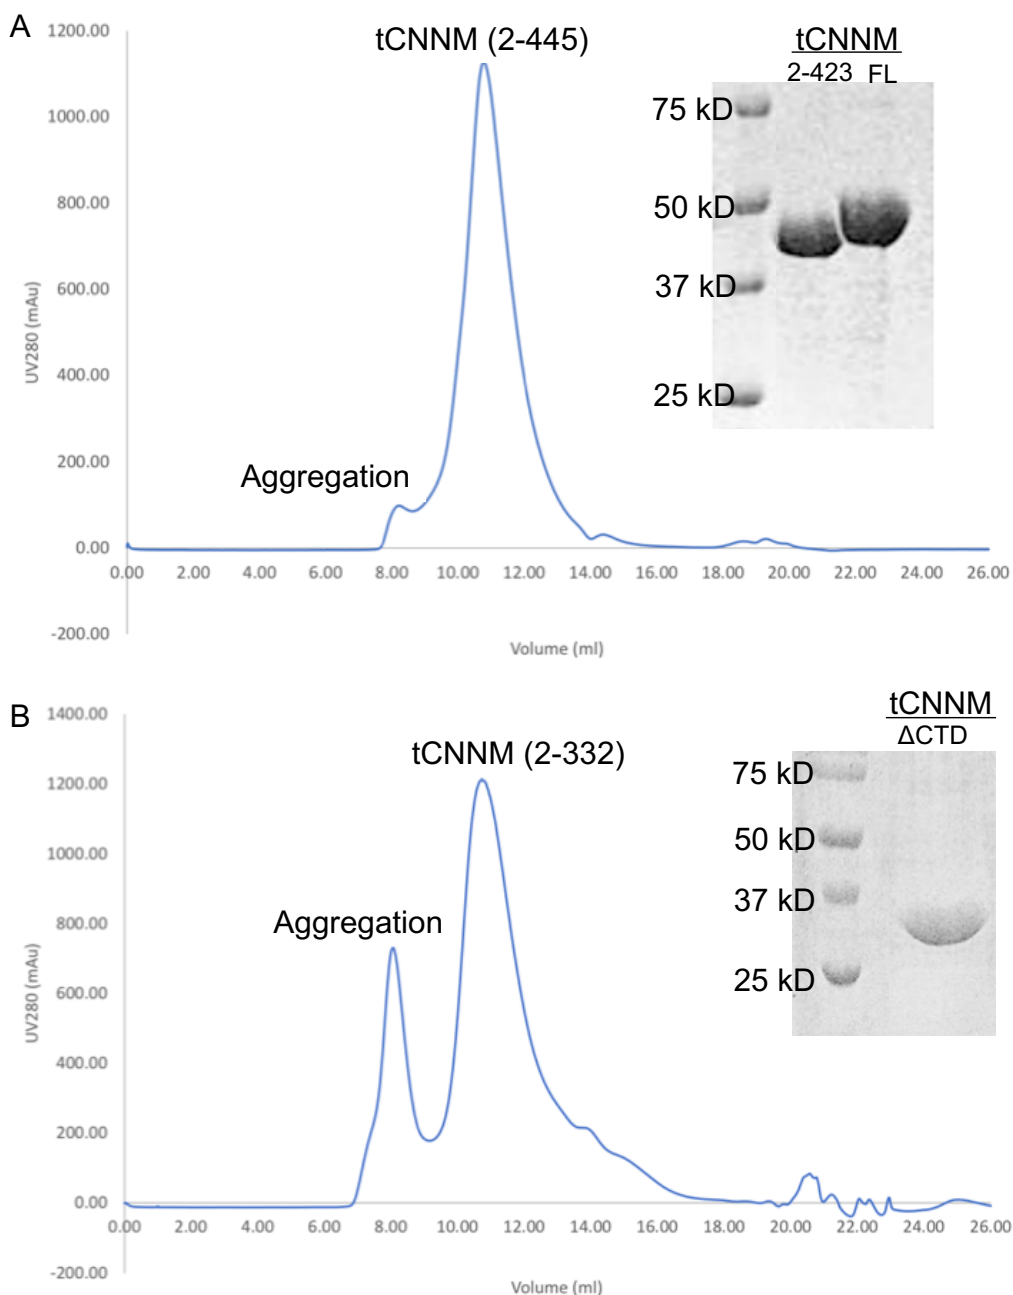 A
1200.00
1000.00
800.00
600.00
400.00
200.00
0.00
-200.00
UV280 (mAu)
tCNNM (2-445)
Aggregation
0.00 2.00 4.00 6.00 8.00 10.00 12.00 14.00 16.00 18.00 20.00 22.00 24.00 26.00
Volume (ml)
tCNNM
2-423 FL
75 kD
50 kD
37 kD
25 kD
B
1400.00
1200.00
1000.00
800.00
600.00
400.00
200.00
0.00
-200.00
UV280 (mAu)
tCNNM (2-332)
Aggregation
0.00 2.00 4.00 6.00 8.00 10.00 12.00 14.00 16.00 18.00 20.00 22.00 24.00 26.00
Volume (ml)
tCNNM
ΔCTD
75 kD
50 kD
37 kD
25 kD